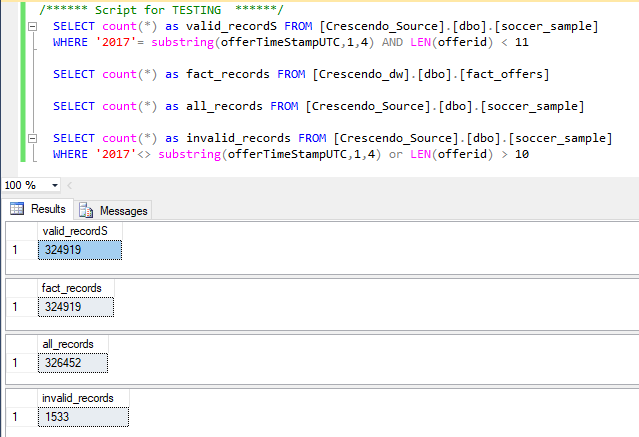 /****** Script for TESTING  ******/
SELECT count(*) as valid_recordS FROM [Crescendo_Source].[dbo].[soccer_sample]
WHERE '2017'= substring(offerTimeStampUTC,1,4) AND LEN(offerid) < 11
SELECT count(*) as fact_records FROM [Crescendo_dw].[dbo].[fact_offers]
SELECT count(*) as all_records FROM [Crescendo_Source].[dbo].[soccer_sample]
SELECT count(*) as invalid_records FROM [Crescendo_Source].[dbo].[soccer_sample]
WHERE '2017'<> substring(offerTimeStampUTC,1,4) or LEN(offerid) > 10
100 %
Results Messages
valid_recordS
1 324919
fact_records
1 324919
all_records
1 326452
invalid_records
1 1533